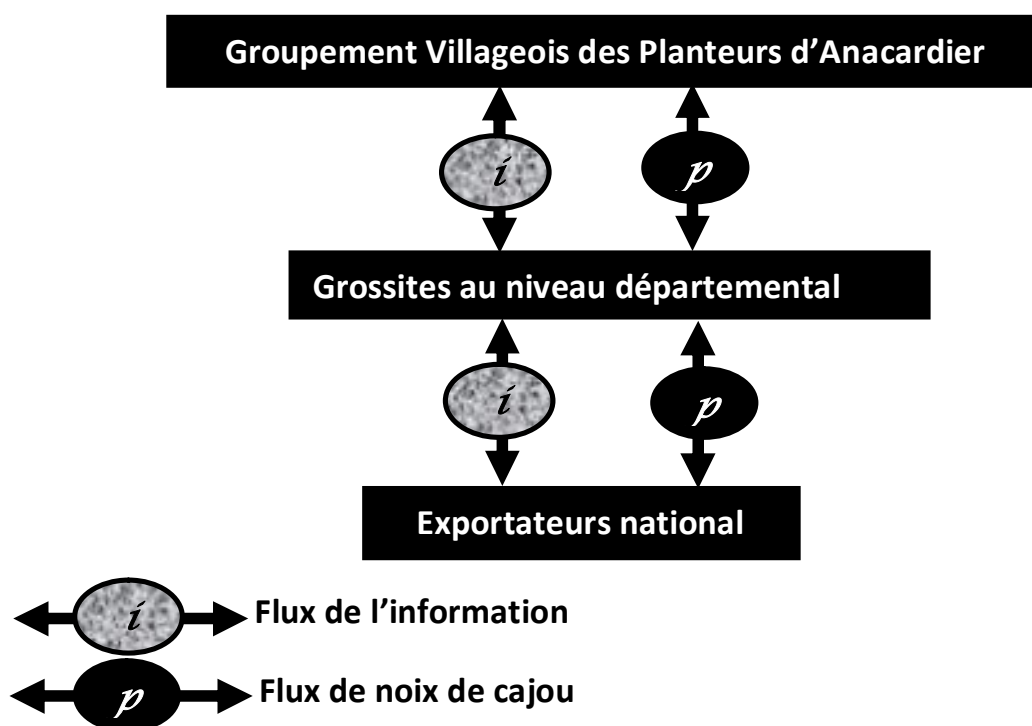 Groupement Villageois des Planteurs d’Anacardier
i p
Grossites au niveau départemental
i p
Exportateurs national
i Flux de l’information
p Flux de noix de cajou